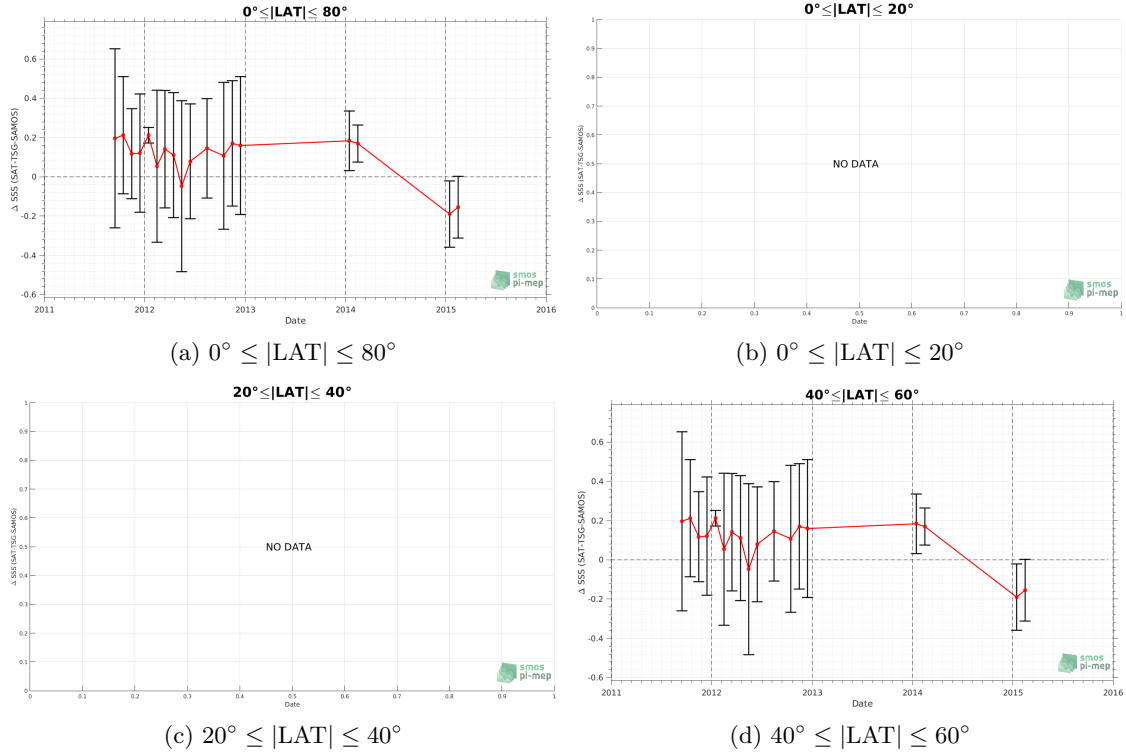 0°≤|LAT|≤ 80°
Δ SSS (SAT-TSG-SAMOS)
0.6
0.4
0.2
0
-0.2
-0.4
-0.6
2011 2012 2013 2014 2015 2016
Date
smos
pi-mep
(a) 0° ≤ |LAT| ≤ 80°
0°≤|LAT|≤ 20°
Δ SSS (SAT-TSG-SAMOS)
1
0.9
0.8
0.7
0.6
0.5
0.4
0.3
0.2
0.1
0
NO DATA
0 0.1 0.2 0.3 0.4 0.5 0.6 0.7 0.8 0.9 1
Date
smos
pi-mep
(b) 0° ≤ |LAT| ≤ 20°
20°≤|LAT|≤ 40°
Δ SSS (SAT-TSG-SAMOS)
1
0.9
0.8
0.7
0.6
0.5
0.4
0.3
0.2
0.1
0
NO DATA
0 0.1 0.2 0.3 0.4 0.5 0.6 0.7 0.8 0.9 1
Date
smos
pi-mep
(c) 20° ≤ |LAT| ≤ 40°
40°≤|LAT|≤ 60°
Δ SSS (SAT-TSG-SAMOS)
0.6
0.4
0.2
0
-0.2
-0.4
-0.6
2011 2012 2013 2014 2015 2016
Date
smos
pi-mep
(d) 40° ≤ |LAT| ≤ 60°